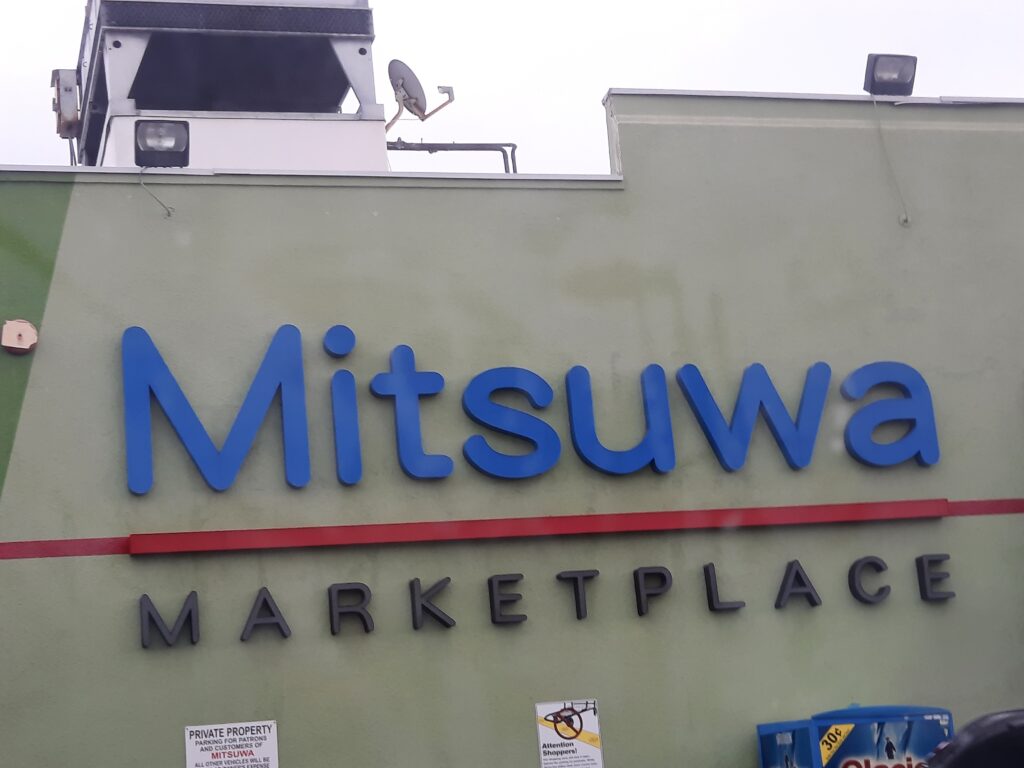 Mitsuwa
MARKETPLACE
PRIVATE PROPERTY
PARKING FOR PATRONS
AND CUSTOMERS OF
MITSUWA
ALL OTHER VEHICLES WILL BE
EXPENSE
Attention
Shoppers!
30¢